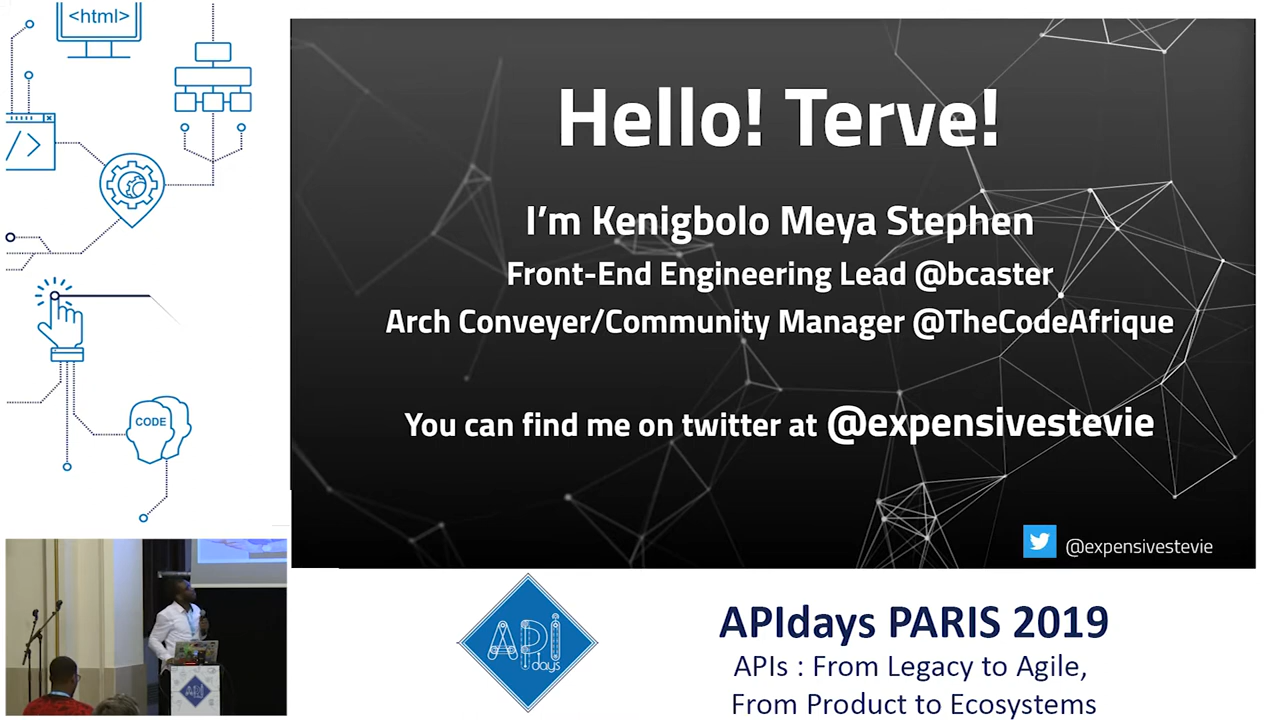 <html>
</>
CODE
Hello! Terve!
I'm Kenigbolo Meya Stephen
Front-End Engineering Lead @bcaster
Arch Conveyer/Community Manager @TheCodeAfrique
You can find me on twitter at @expensivestevie
@expensivestevie
API
days
APIdays PARIS 2019
APIs : From Legacy to Agile,
From Product to Ecosystems
API